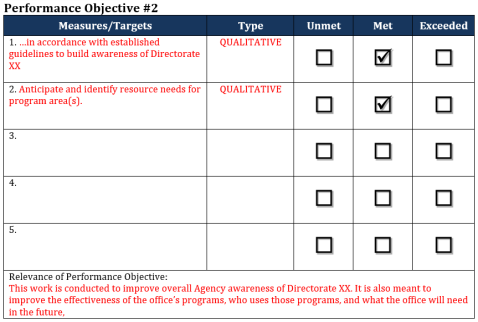 Performance Objective #2
Measures/Targets Type Unmet Met Exceeded
1. ...in accordance with established QUALITATIVE
guidelines to build awareness of Directorate
XX
2. Anticipate and identify resource needs for QUALITATIVE
program area(s).
3.
4.
5.
Relevance of Performance Objective:
This work is conducted to improve overall Agency awareness of Directorate XX. It is also meant to
improve the effectiveness of the office's programs, who uses those programs, and what the office will need
in the future,